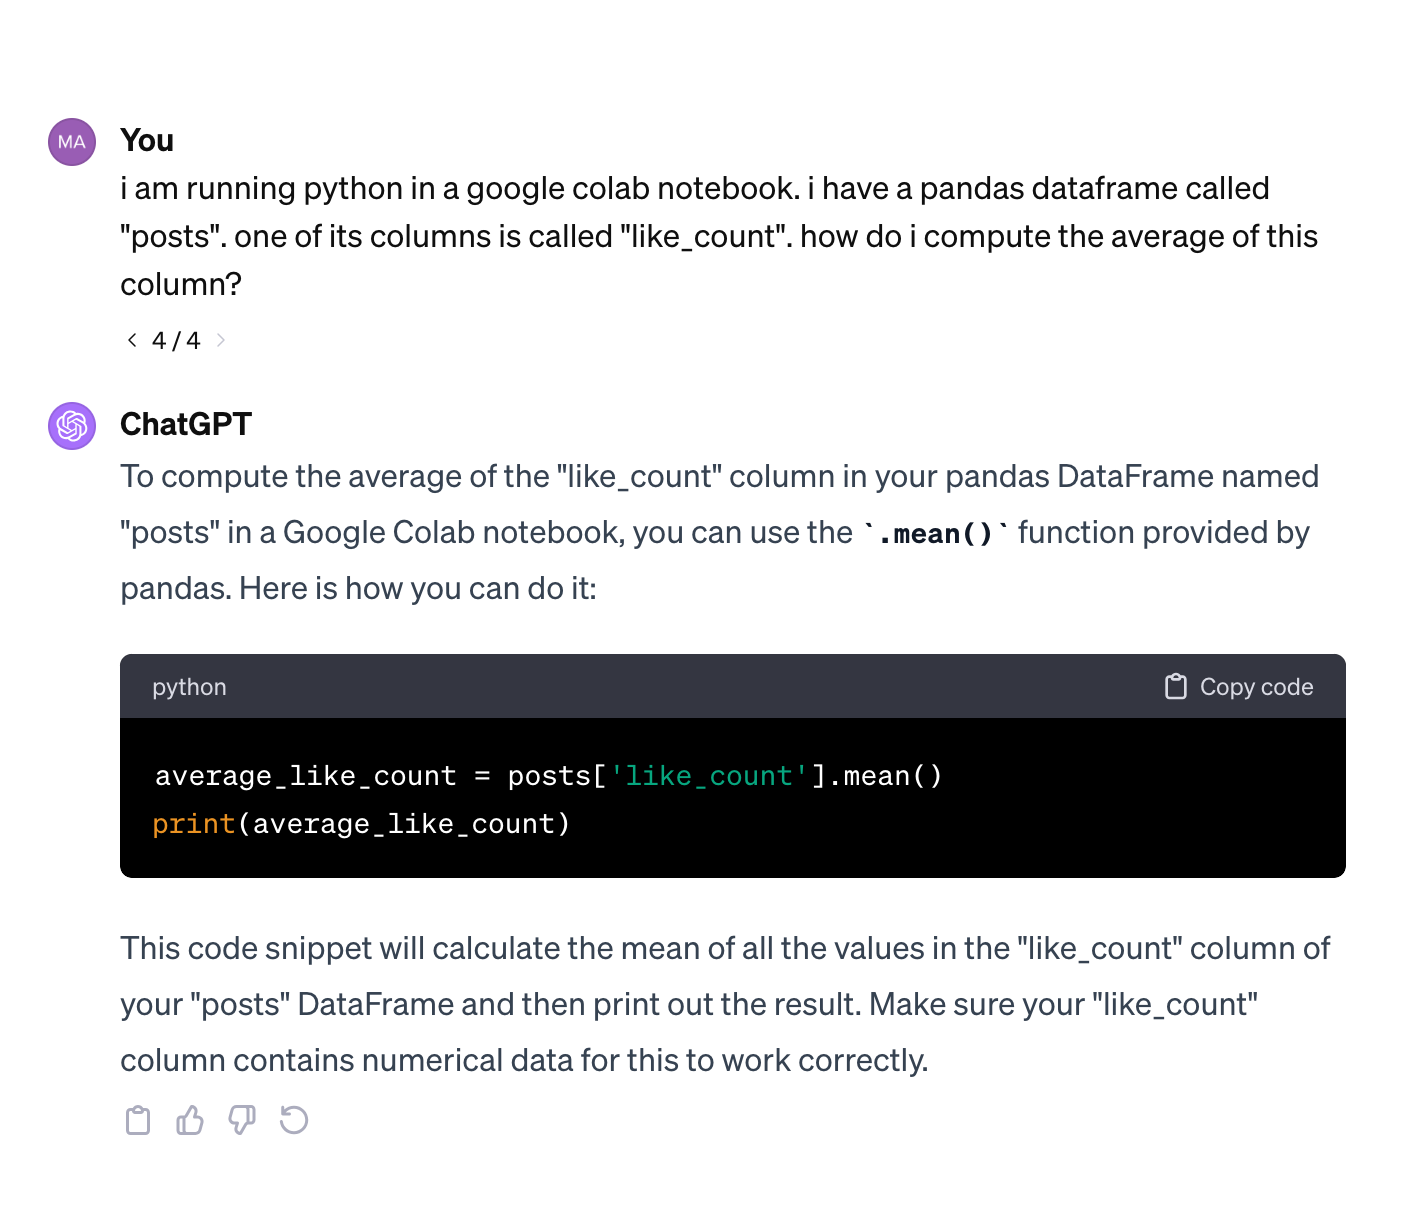 MA
You
i am running python in a google colab notebook. i have a pandas dataframe called
"posts". one of its columns is called "like_count". how do i compute the average of this
column?
< 4 / 4 >
ChatGPT
To compute the average of the "like_count" column in your pandas DataFrame named
"posts" in a Google Colab notebook, you can use the `.mean()` function provided by
pandas. Here is how you can do it:
python Copy code
average_like_count = posts['like_count'].mean()
print(average_like_count)
This code snippet will calculate the mean of all the values in the "like_count" column of
your "posts" DataFrame and then print out the result. Make sure your "like_count"
column contains numerical data for this to work correctly.